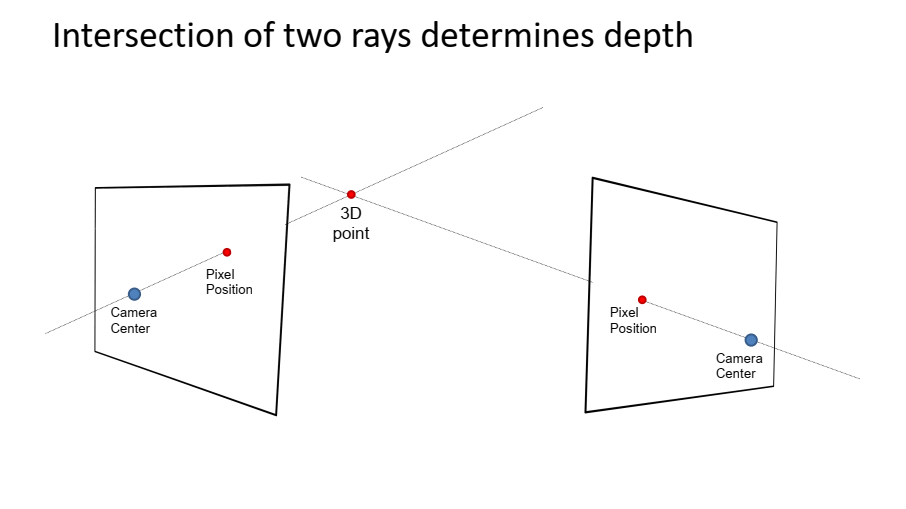 Intersection of two rays determines depth
3D
point
Pixel
Position
Camera
Center
Pixel
Position
Camera
Center